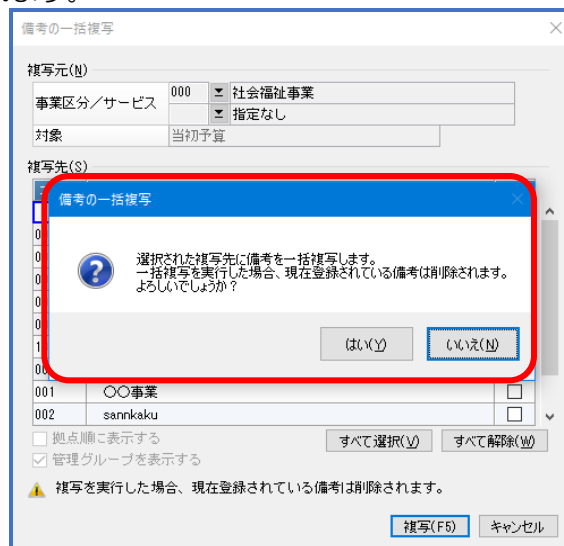 備考の一括複写
複写元(N)
事業区分／サービス
000 社会福祉事業
指定なし
対象 当初予算
複写先(S)
備考の一括複写
選択された複写先に備考を一括複写します。
一括複写を実行した場合、現在登録されている備考は削除されます。
よろしいでしょうか？
はい(Y) いいえ(N)
001 〇〇事業
002 sannkaku
拠点順に表示する すべて選択(V) すべて解除(W)
管理グループを表示する
複写を実行した場合、現在登録されている備考は削除されます。
複写(F5) キャンセル